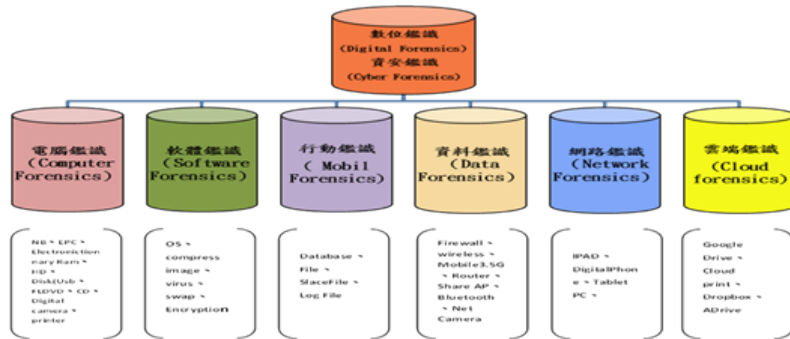 數位鑑識
(Digital Forensics)
資安鑑識
(Cyber Forensics)
電腦鑑識
(Computer
Forensics)
軟體鑑識
(Software
Forensics)
行動鑑識
( Mobil
Forensics)
資料鑑識
(Data
Forensics)
網路鑑識
(Network
Forensics)
雲端鑑識
(Cloud
forensics)
NB、EPC、
Electroniction
nary Ram、
HD、
Disk(Usb、
FLDVD、CD、
Digital
camera、
printer
OS、
compress
image、
virus、
swap、
Encryption
Database、
File、
SlaceFile、
Log File
Firewall、
wireless、
Mobile3.5G
、Router、
Share AP、
Bluetooth
、Net
Camera
IPAD、
DigitalPhon
e、Tablet
PC、
Google
Drive、
Cloud
print、
Dropbox、
ADrive